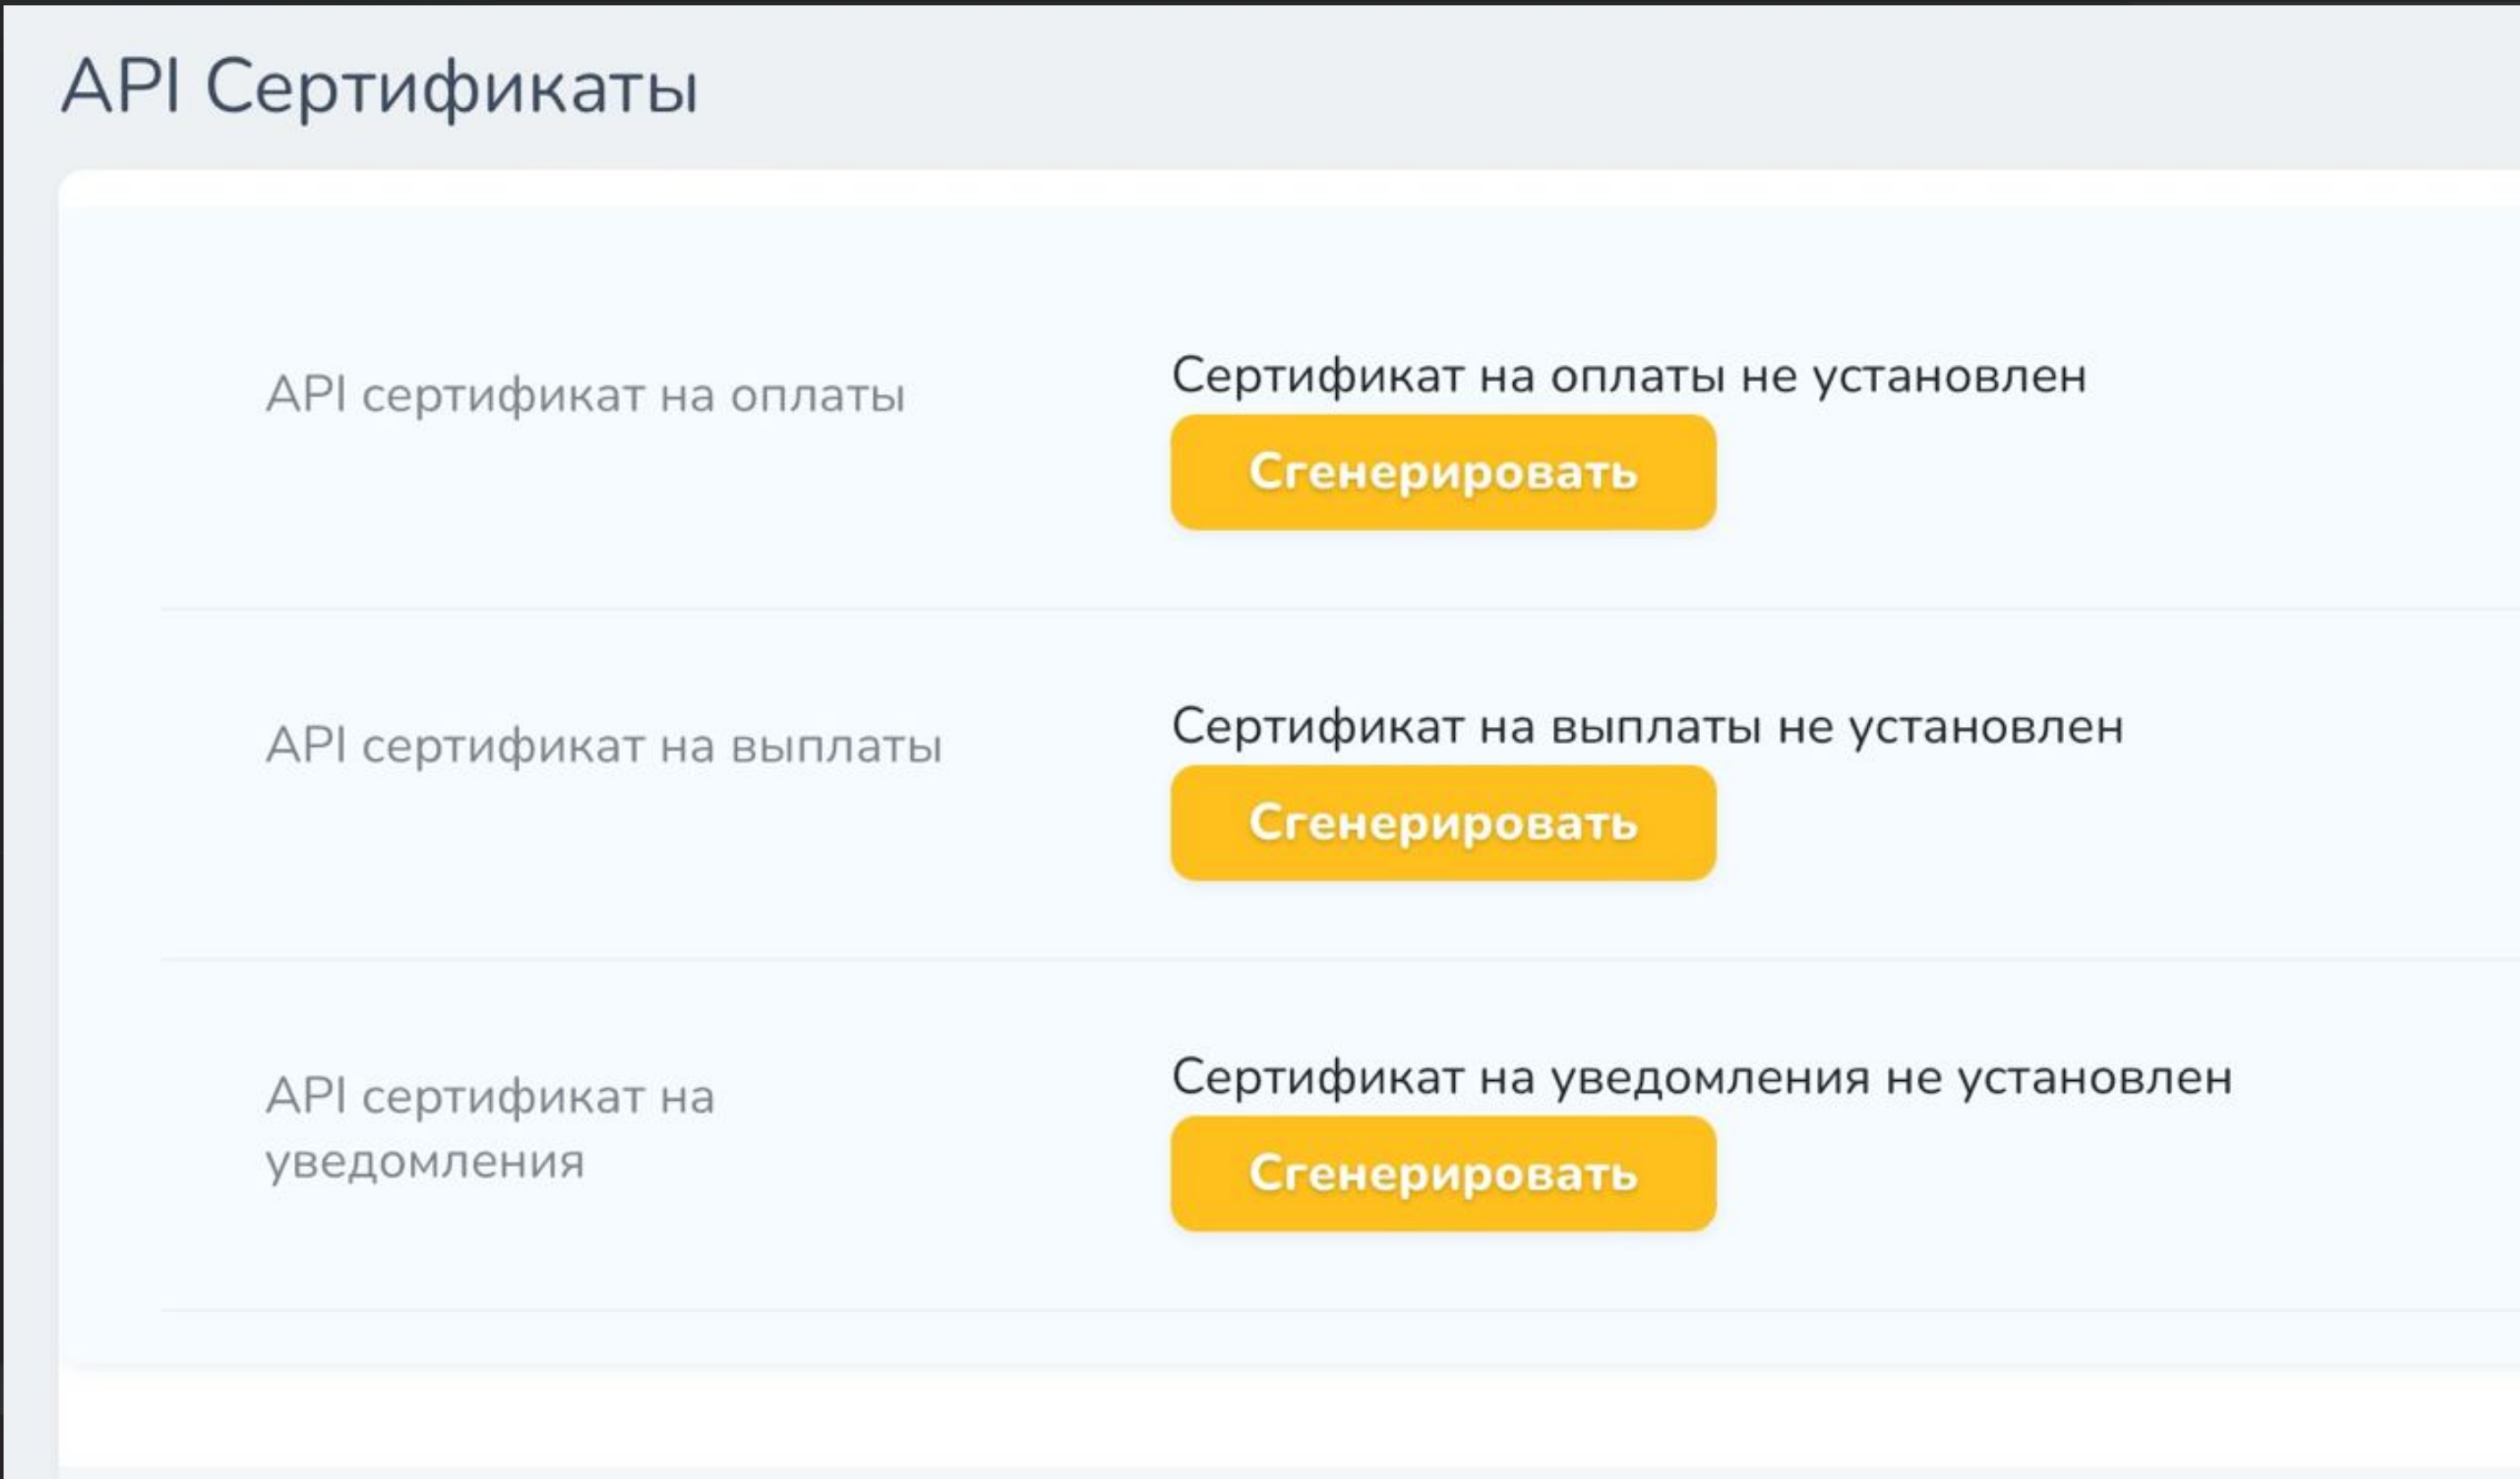 API Сертификаты
API сертификат на оплаты
Сертификат на оплаты не установлен
Сгенерировать
API сертификат на выплаты
Сертификат на выплаты не установлен
Сгенерировать
API сертификат на
уведомления
Сертификат на уведомления не установлен
Сгенерировать